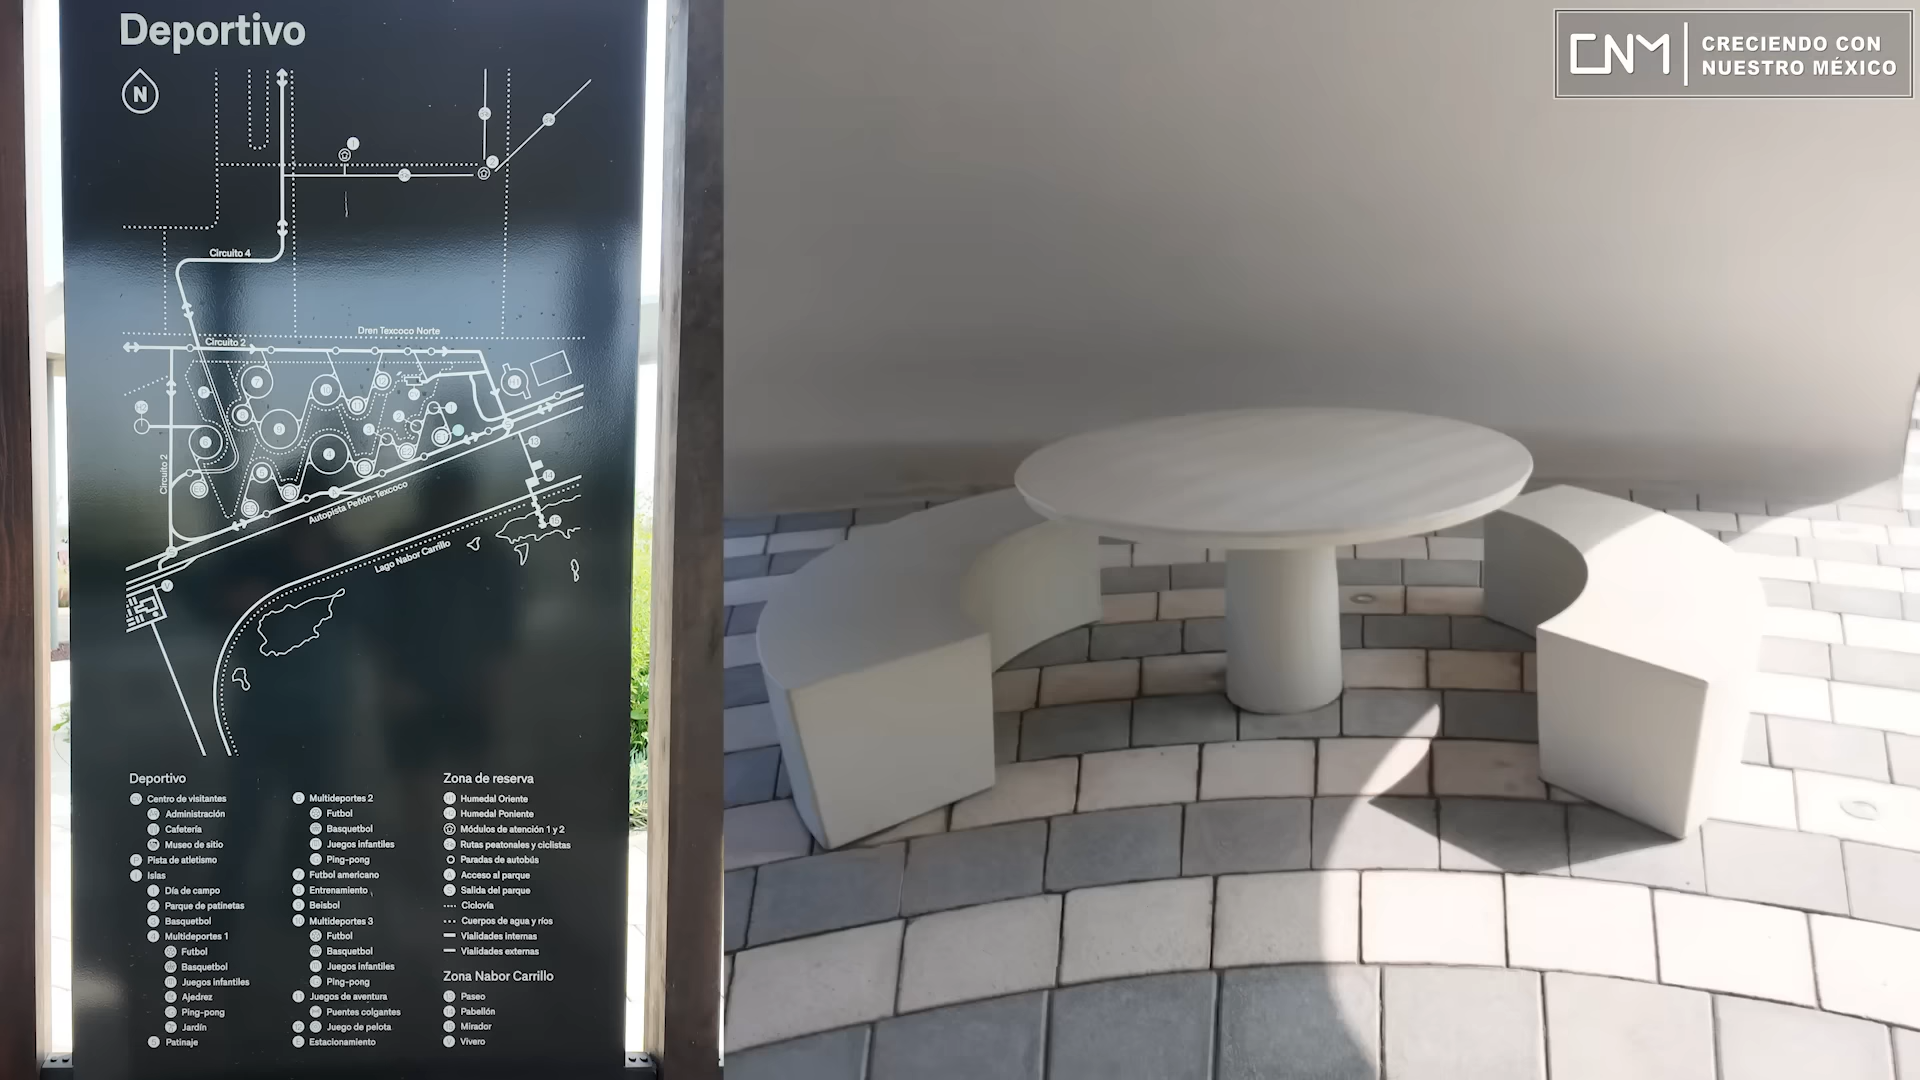 Deportivo
N
Circuito 4
Dren Texcoco Norte
Circuito 2
Circuito 2
Autopista Peñón-Texcoco
Lago Nabor Carrillo
Deportivo
Centro de visitantes
Administración
Cafetería
Museo de sitio
Pista de atletismo
Islas
Día de campo
Parque de patinetas
Basquetbol
Multideportes 1
Futbol
Basquetbol
Juegos infantiles
Ajedrez
Ping-pong
Jardín
Patinaje
Multideportes 2
Futbol
Basquetbol
Juegos infantiles
Ping-pong
7 Futbol americano
Entrenamiento
Beisbol
Multideportes 3
Futbol
Basquetbol
Juegos infantiles
Ping-pong
Juegos de aventura
Puentes colgantes
Juego de pelota
Estacionamiento
Zona de reserva
Humedal Oriente
Humedal Poniente
Módulos de atención 1 y 2
Rutas peatonales y ciclistas
Paradas de autobús
Acceso al parque
Salida del parque
Ciclovía
Cuerpos de agua y ríos
Vialidades internas
Vialidades externas
Zona Nabor Carrillo
Paseo
Pabellón
Mirador
Vivero
CNM
CRECIENDO CON
NUESTRO MÉXICO